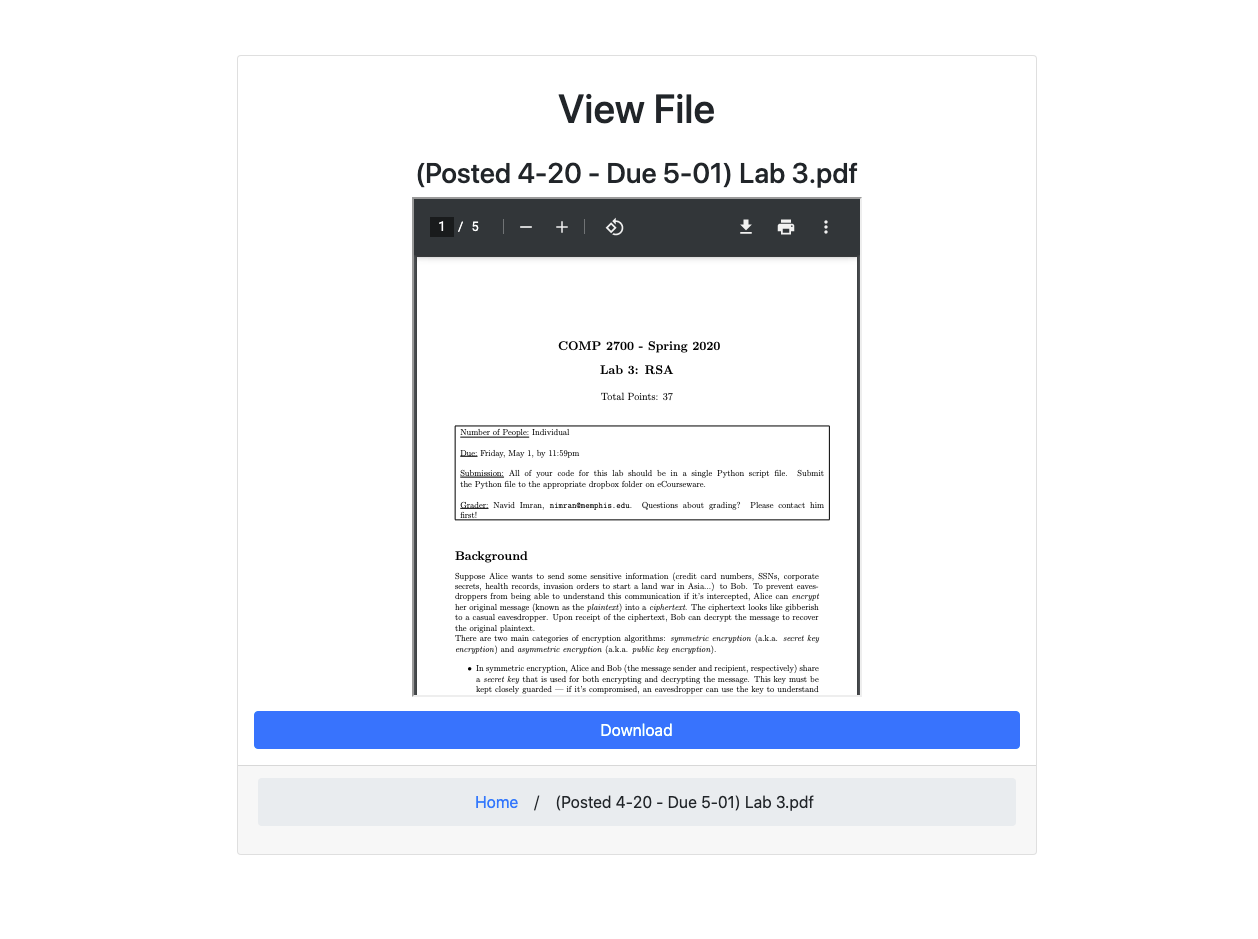 View File
(Posted 4-20 - Due 5-01) Lab 3.pdf
1 / 5
COMP 2700 - Spring 2020
Lab 3: RSA
Total Points: 37
Number of People: Individual
Due: Friday, May 1, by 11:59pm
Submission: All of your code for this lab should be in a single Python script file. Submit
the Python file to the appropriate dropbox folder on eCourseware.
Grader: Navid Imran, nimran@memphis.edu. Questions about grading? Please contact him
first!
Background
Suppose Alice wants to send some sensitive information (credit card numbers, SSNs, corporate
secrets, health records, invasion orders to start a land war in Asia...) to Bob. To prevent eaves-
droppers from being able to understand this communication if it's intercepted, Alice can encrypt
her original message (known as the plaintext) into a ciphertext. The ciphertext looks like gibberish
to a casual eavesdropper. Upon receipt of the ciphertext, Bob can decrypt the message to recover
the original plaintext.
There are two main categories of encryption algorithms: symmetric encryption (a.k.a. secret key
encryption) and asymmetric encryption (a.k.a. public key encryption).
• In symmetric encryption, Alice and Bob (the message sender and recipient, respectively) share
a secret key that is used for both encrypting and decrypting the message. This key must be
kept closely guarded — if it's compromised, an eavesdropper can use the key to understand
Download
Home / (Posted 4-20 - Due 5-01) Lab 3.pdf